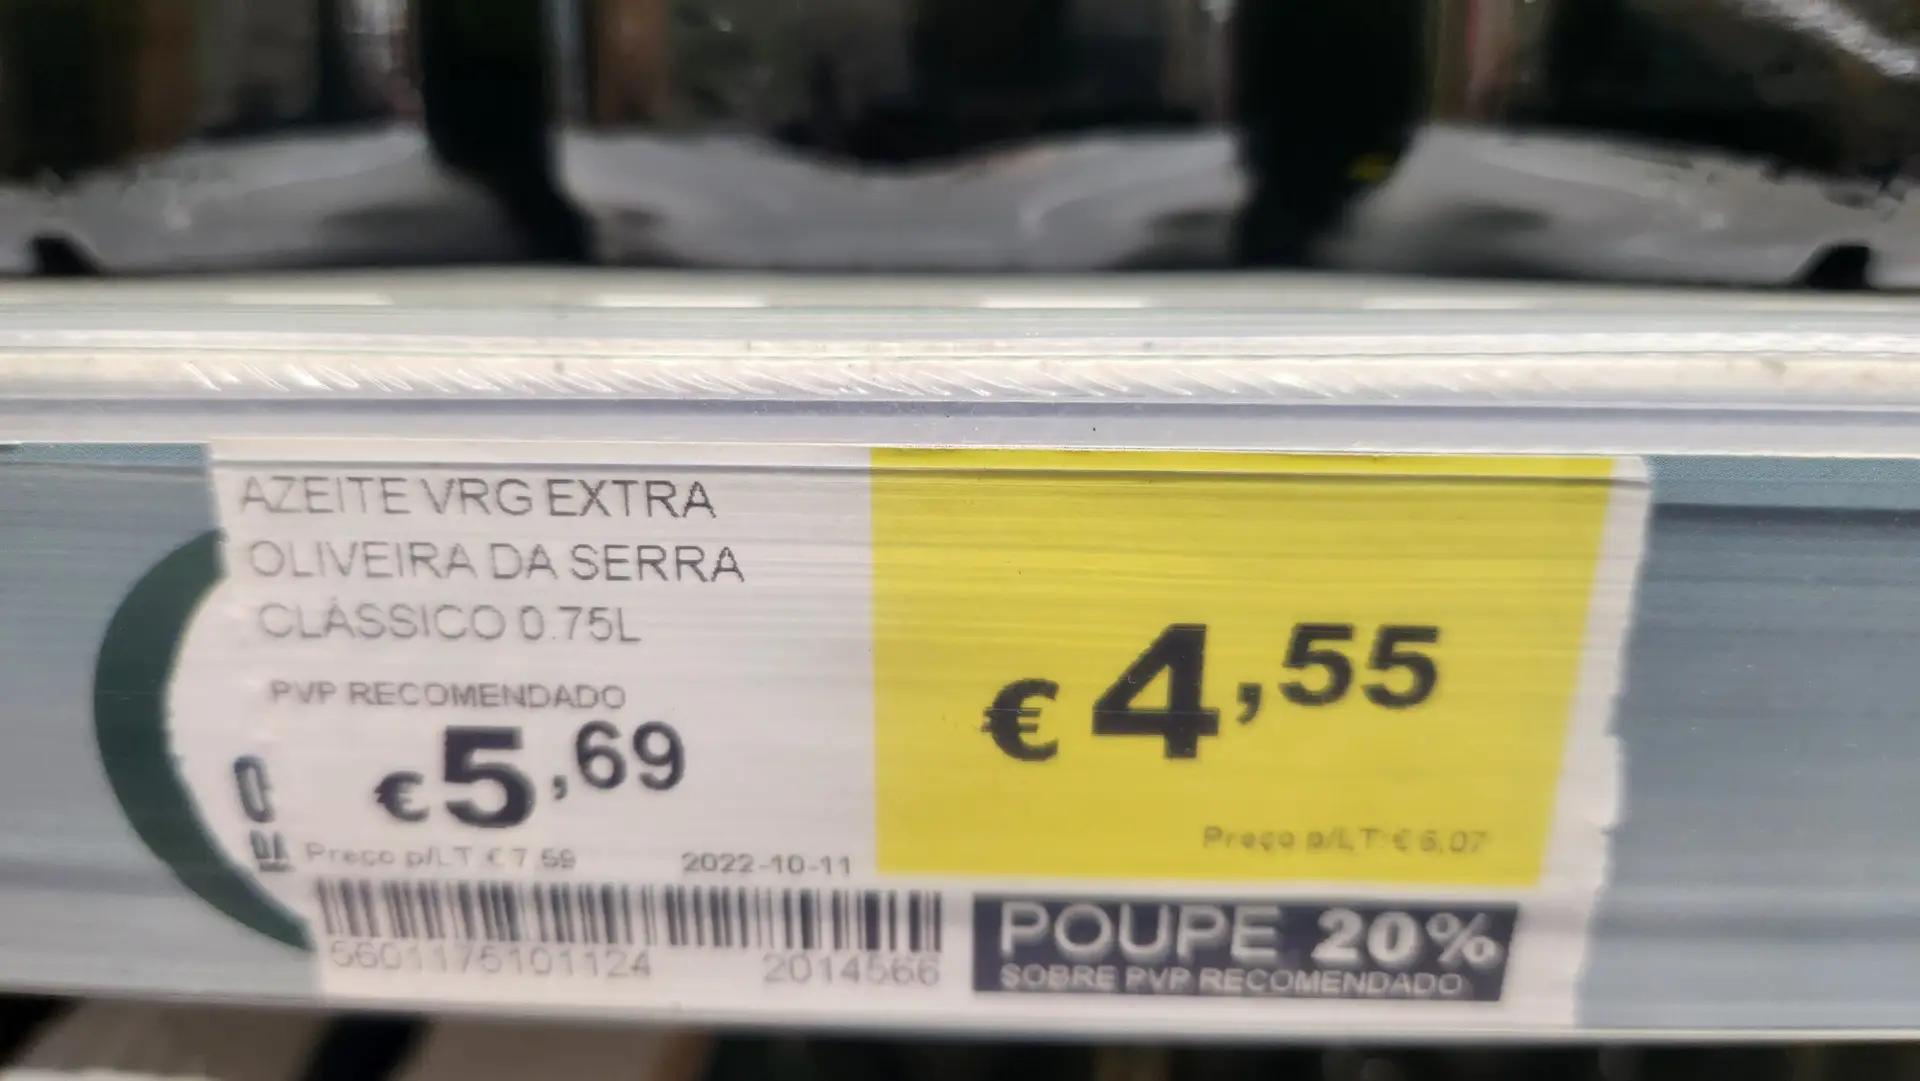 AZEITE VRG EXTRA
OLIVEIRA DA SERRA
CLÁSSICO 0.75L
PVP RECOMENDADO
€5,69
Preço p/LT € 7,59
2022-10-11
5601175101124
2014566
€4,55
Preço p/LT € 6,07
POUPE 20%
SOBRE PVP RECOMENDADO